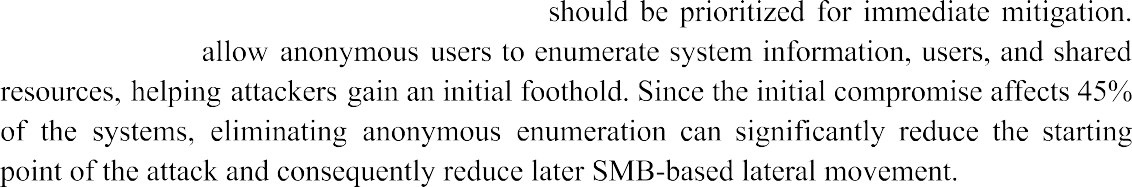 should be prioritized for immediate mitigation.
allow anonymous users to enumerate system information, users, and shared
resources, helping attackers gain an initial foothold. Since the initial compromise affects 45%
of the systems, eliminating anonymous enumeration can significantly reduce the starting
point of the attack and consequently reduce later SMB-based lateral movement.